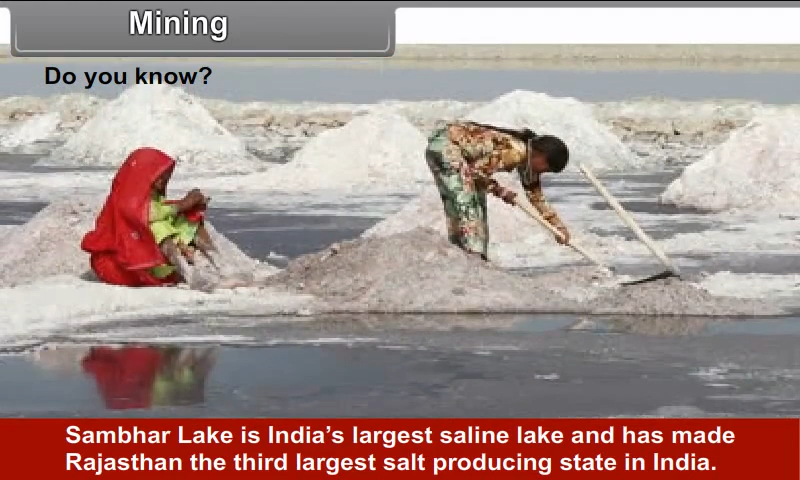 Mining
Do you know?
Sambhar Lake is India’s largest saline lake and has made
Rajasthan the third largest salt producing state in India.